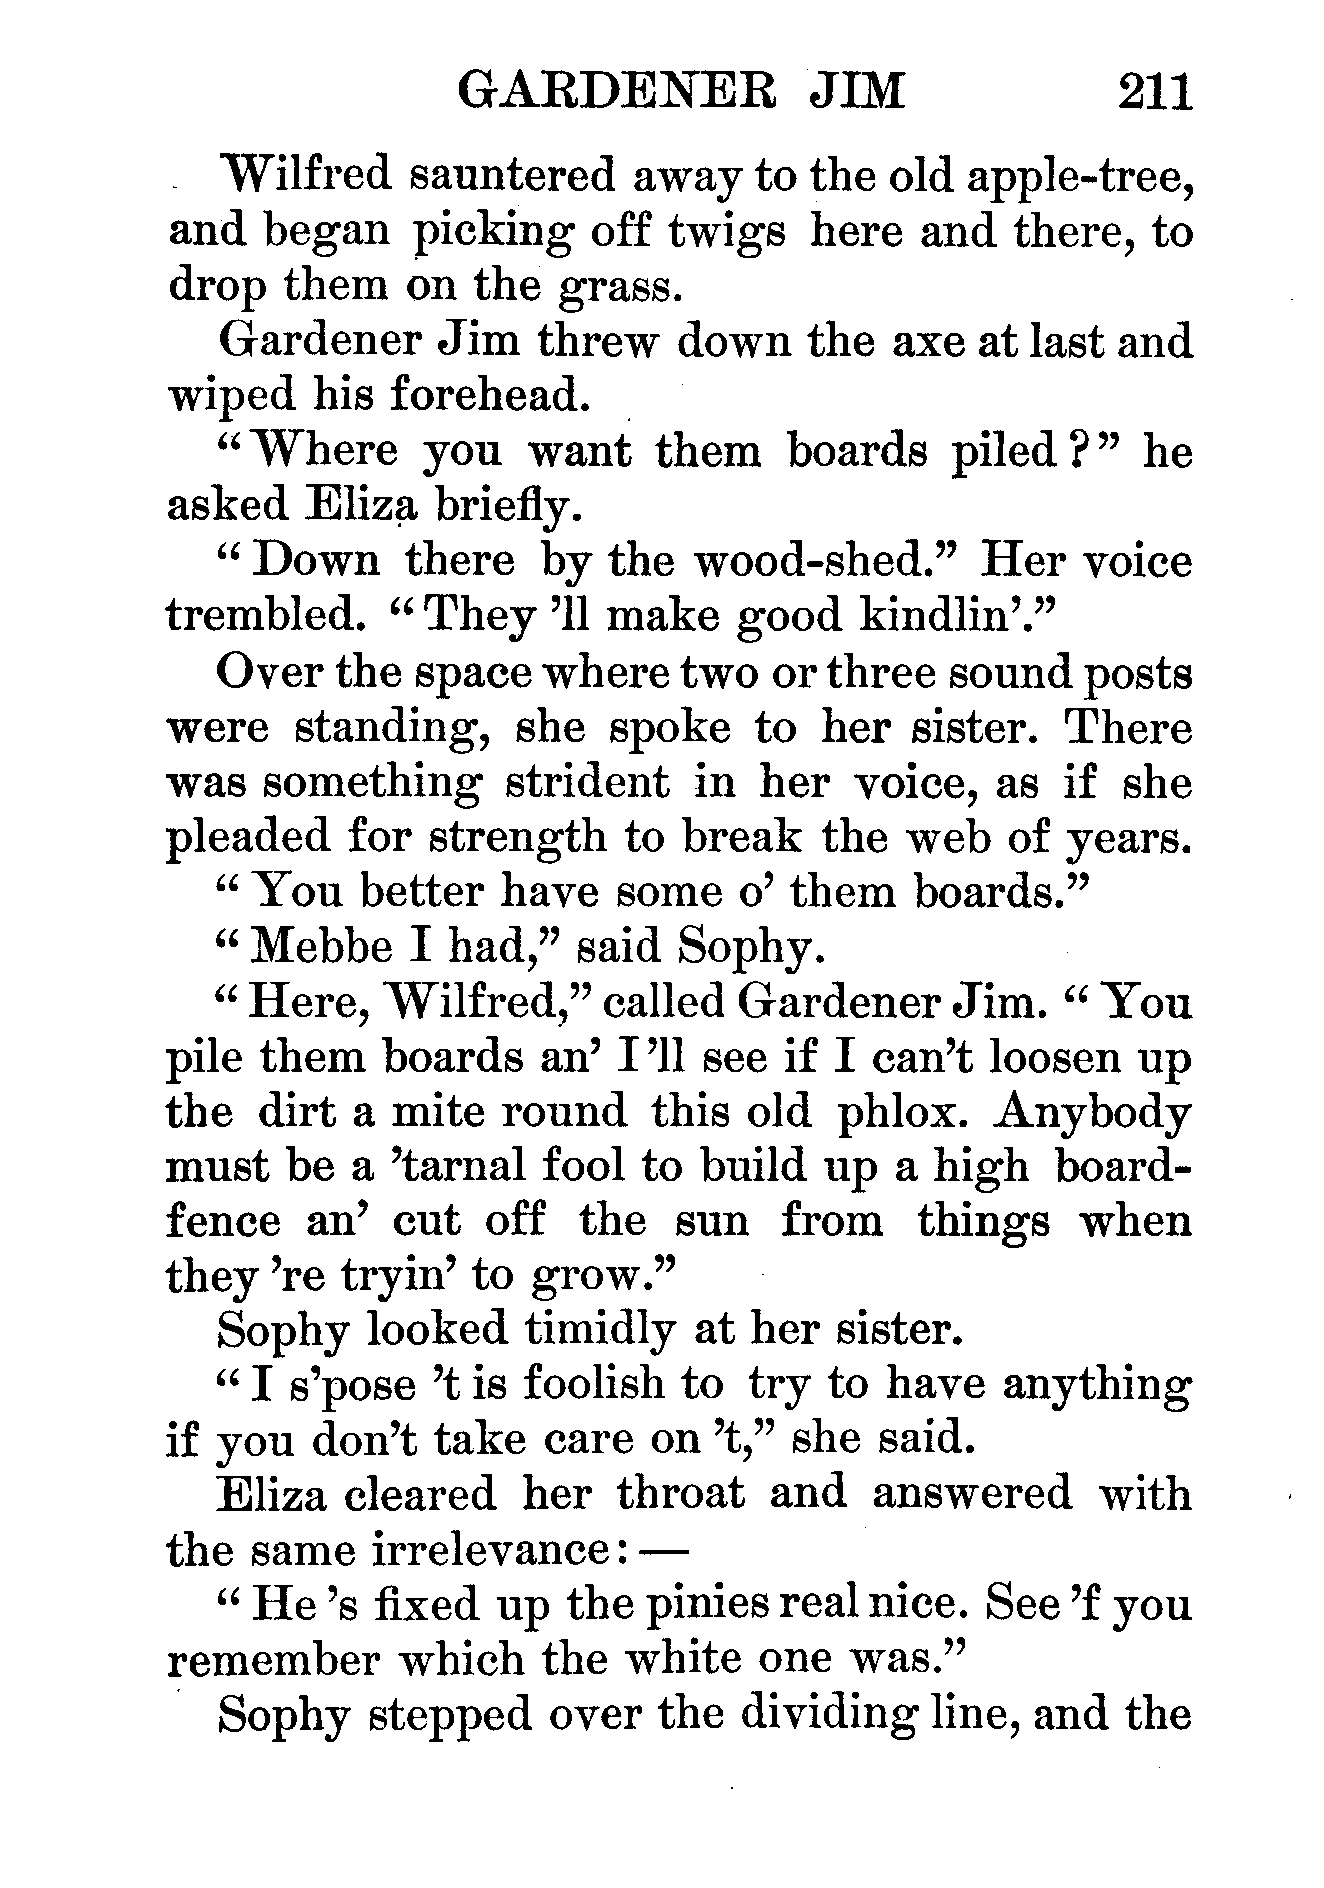 GARDENER JIM 211
Wilfred sauntered away to the old apple-tree,
and began picking off twigs here and there, to
drop them on the grass.
Gardener Jim threw down the axe at last and
wiped his forehead.
“Where you want them boards piled?” he
asked Eliza briefly.
“Down there by the wood-shed.” Her voice
trembled. “They ’ll make good kindlin’.”
Over the space where two or three sound posts
were standing, she spoke to her sister. There
was something strident in her voice, as if she
pleaded for strength to break the web of years.
“You better have some o’ them boards.”
“Mebbe I had,” said Sophy.
“Here, Wilfred,” called Gardener Jim. “You
pile them boards an’ I ’ll see if I can’t loosen up
the dirt a mite round this old phlox. Anybody
must be a ’tarnal fool to build up a high board-
fence an’ cut off the sun from things when
they ’re tryin’ to grow.”
Sophy looked timidly at her sister.
“I s’pose ’t is foolish to try to have anything
if you don’t take care on ’t,” she said.
Eliza cleared her throat and answered with
the same irrelevance: —
“He ’s fixed up the pinies real nice. See ’f you
remember which the white one was.”
Sophy stepped over the dividing line, and the